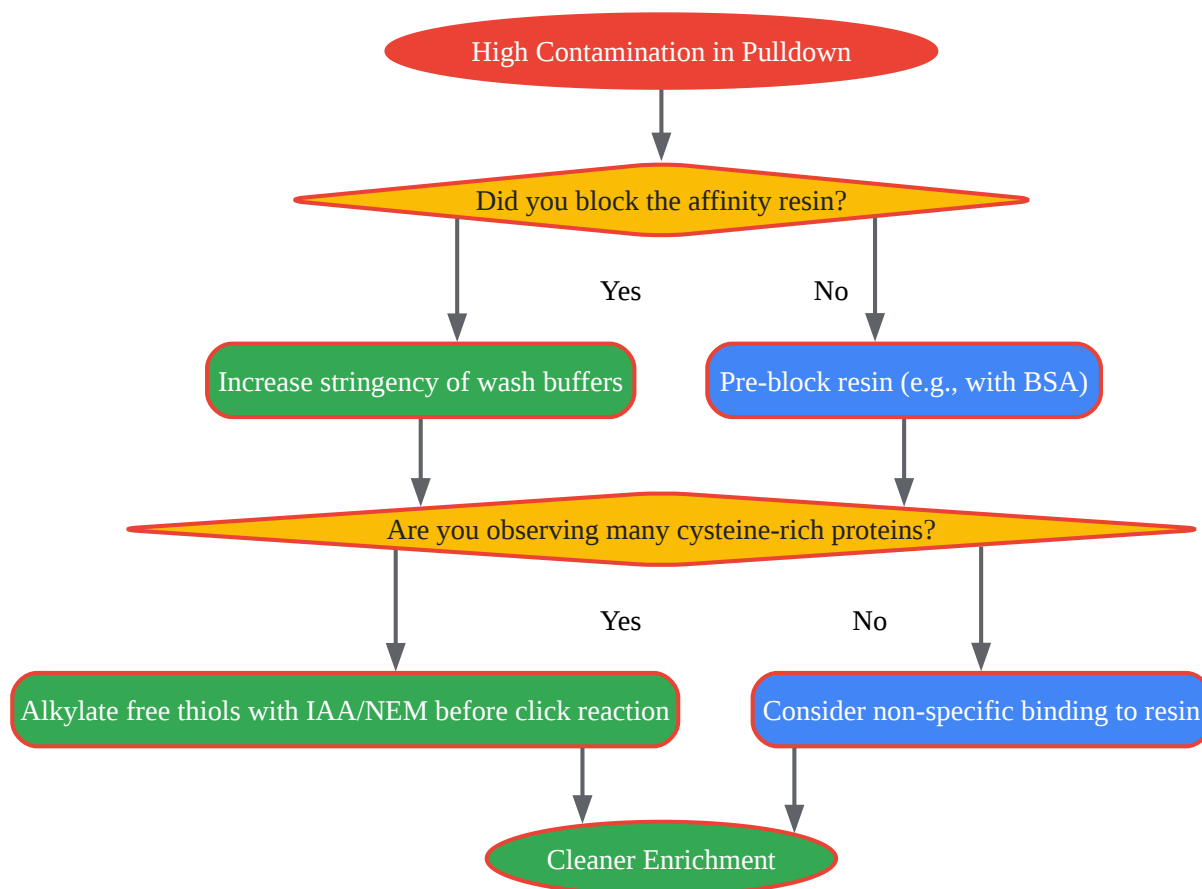 High Contamination in Pulldown
Did you block the affinity resin?
Yes
No
Increase stringency of wash buffers
Pre-block resin (e.g., with BSA)
Are you observing many cysteine-rich proteins?
Yes
No
Alkylate free thiols with IAA/NEM before click reaction
Consider non-specific binding to resin
Cleaner Enrichment